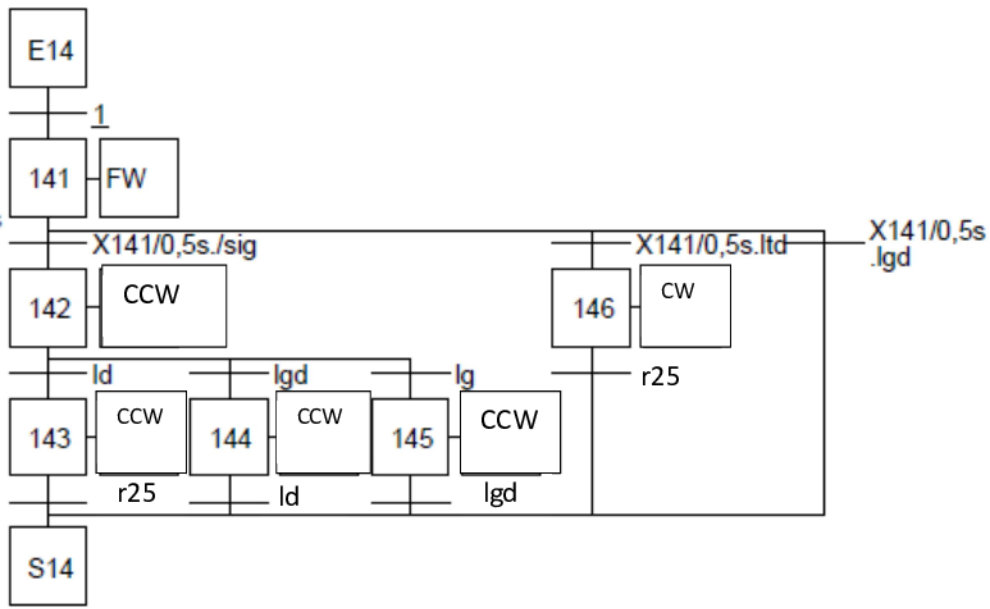 E14
1
141 FW
X141/0,5s./sig
X141/0,5s.ltd
X141/0,5s
.lgd
142 CCW
146 CW
ld
lgd
lg
r25
143 CCW
144 CCW
145 CCW
r25
ld
lgd
S14